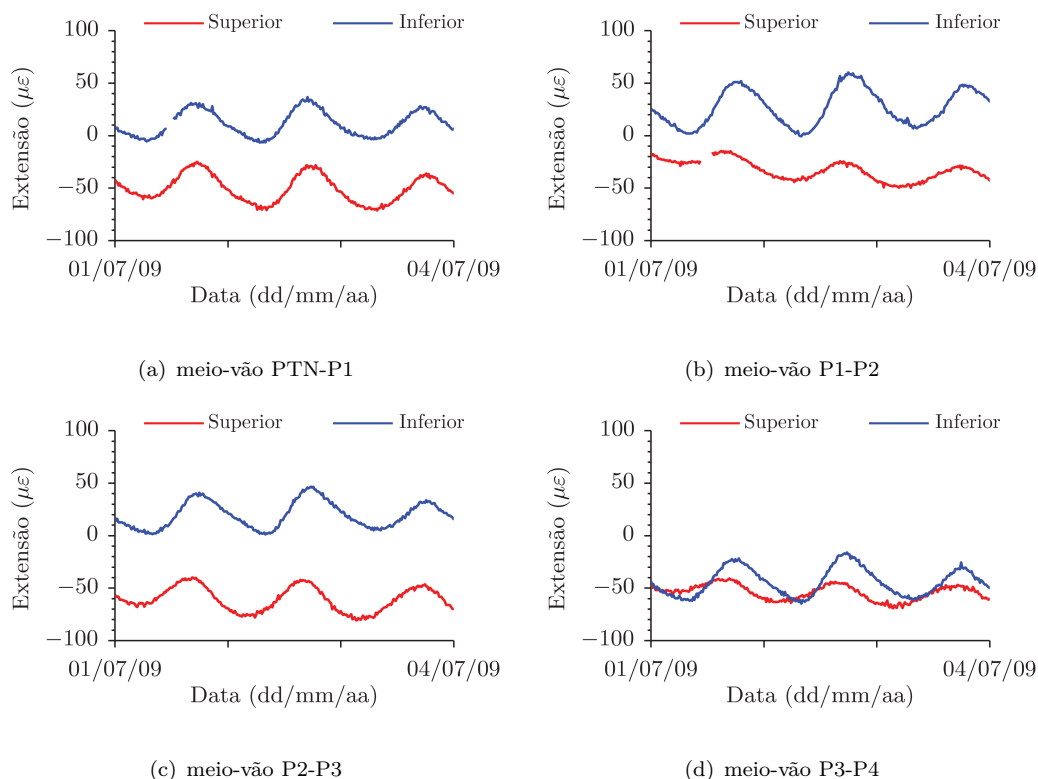 Superior Inferior
100
50
0
−50
−100
Extensão (με)
01/07/09 04/07/09
Data (dd/mm/aa)
(a) meio-vão PTN-P1
Superior Inferior
100
50
0
−50
−100
Extensão (με)
01/07/09 04/07/09
Data (dd/mm/aa)
(b) meio-vão P1-P2
Superior Inferior
100
50
0
−50
−100
Extensão (με)
01/07/09 04/07/09
Data (dd/mm/aa)
(c) meio-vão P2-P3
Superior Inferior
100
50
0
−50
−100
Extensão (με)
01/07/09 04/07/09
Data (dd/mm/aa)
(d) meio-vão P3-P4